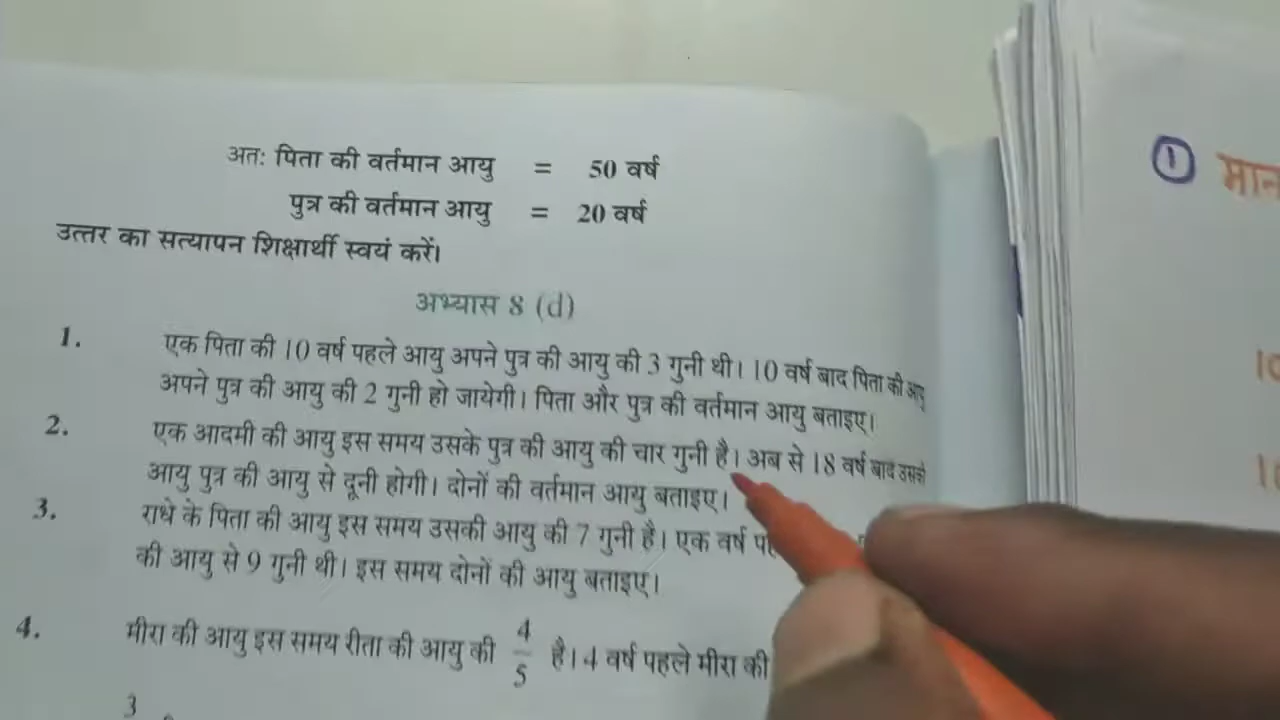 अतः पिता की वर्तमान आयु = 50 वर्ष
पुत्र की वर्तमान आयु = 20 वर्ष
उत्तर का सत्यापन शिक्षार्थी स्वयं करें।
अभ्यास 8 (d)
1. एक पिता की 10 वर्ष पहले आयु अपने पुत्र की आयु की 3 गुनी थी। 10 वर्ष बाद पिता की आयु
अपने पुत्र की आयु की 2 गुनी हो जायेगी। पिता और पुत्र की वर्तमान आयु बताइए।
2. एक आदमी की आयु इस समय उसके पुत्र की आयु की चार गुनी है। अब से 18 वर्ष बाद उसकी
आयु पुत्र की आयु से दूनी होगी। दोनों की वर्तमान आयु बताइए।
3. राधे के पिता की आयु इस समय उसकी आयु की 7 गुनी है। एक वर्ष
की आयु से 9 गुनी थी। इस समय दोनों की आयु बताइए।
4. मीरा की आयु इस समय रीता की आयु की 4/5 है। 4 वर्ष पहले मीरा की
3
1 मान